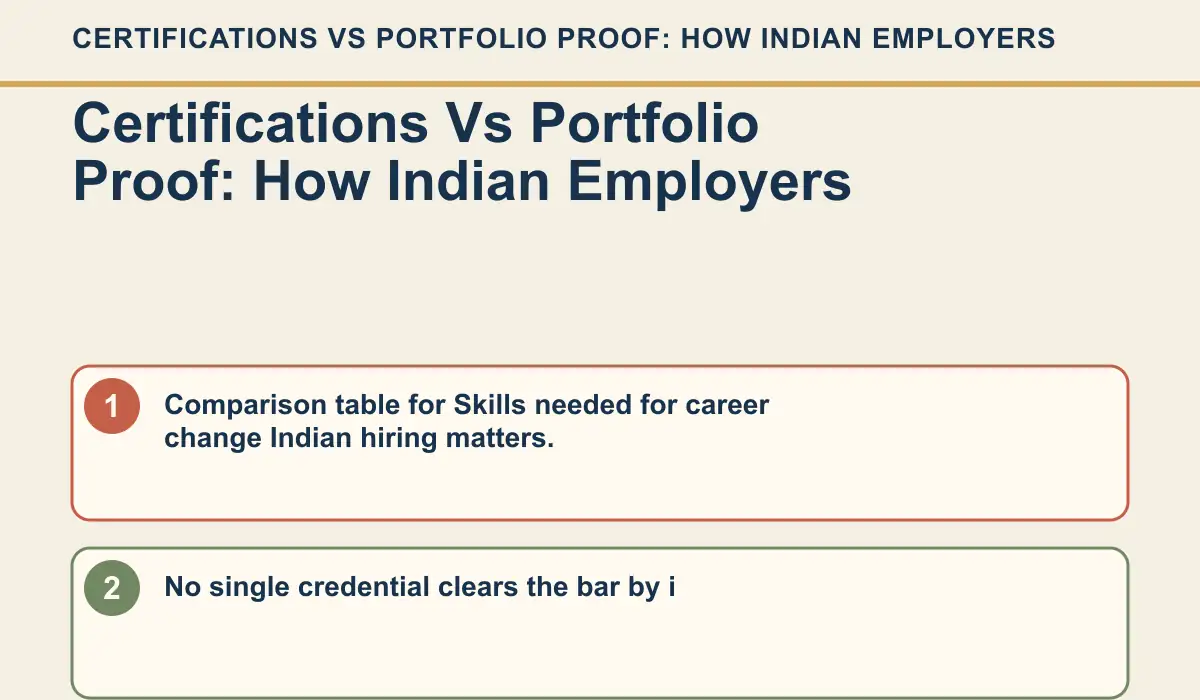 CERTIFICATIONS VS PORTFOLIO PROOF: HOW INDIAN EMPLOYERS
Certifications Vs Portfolio
Proof: How Indian Employers
1
Comparison table for Skills needed for career
change Indian hiring matters.
2
No single credential clears the bar by i